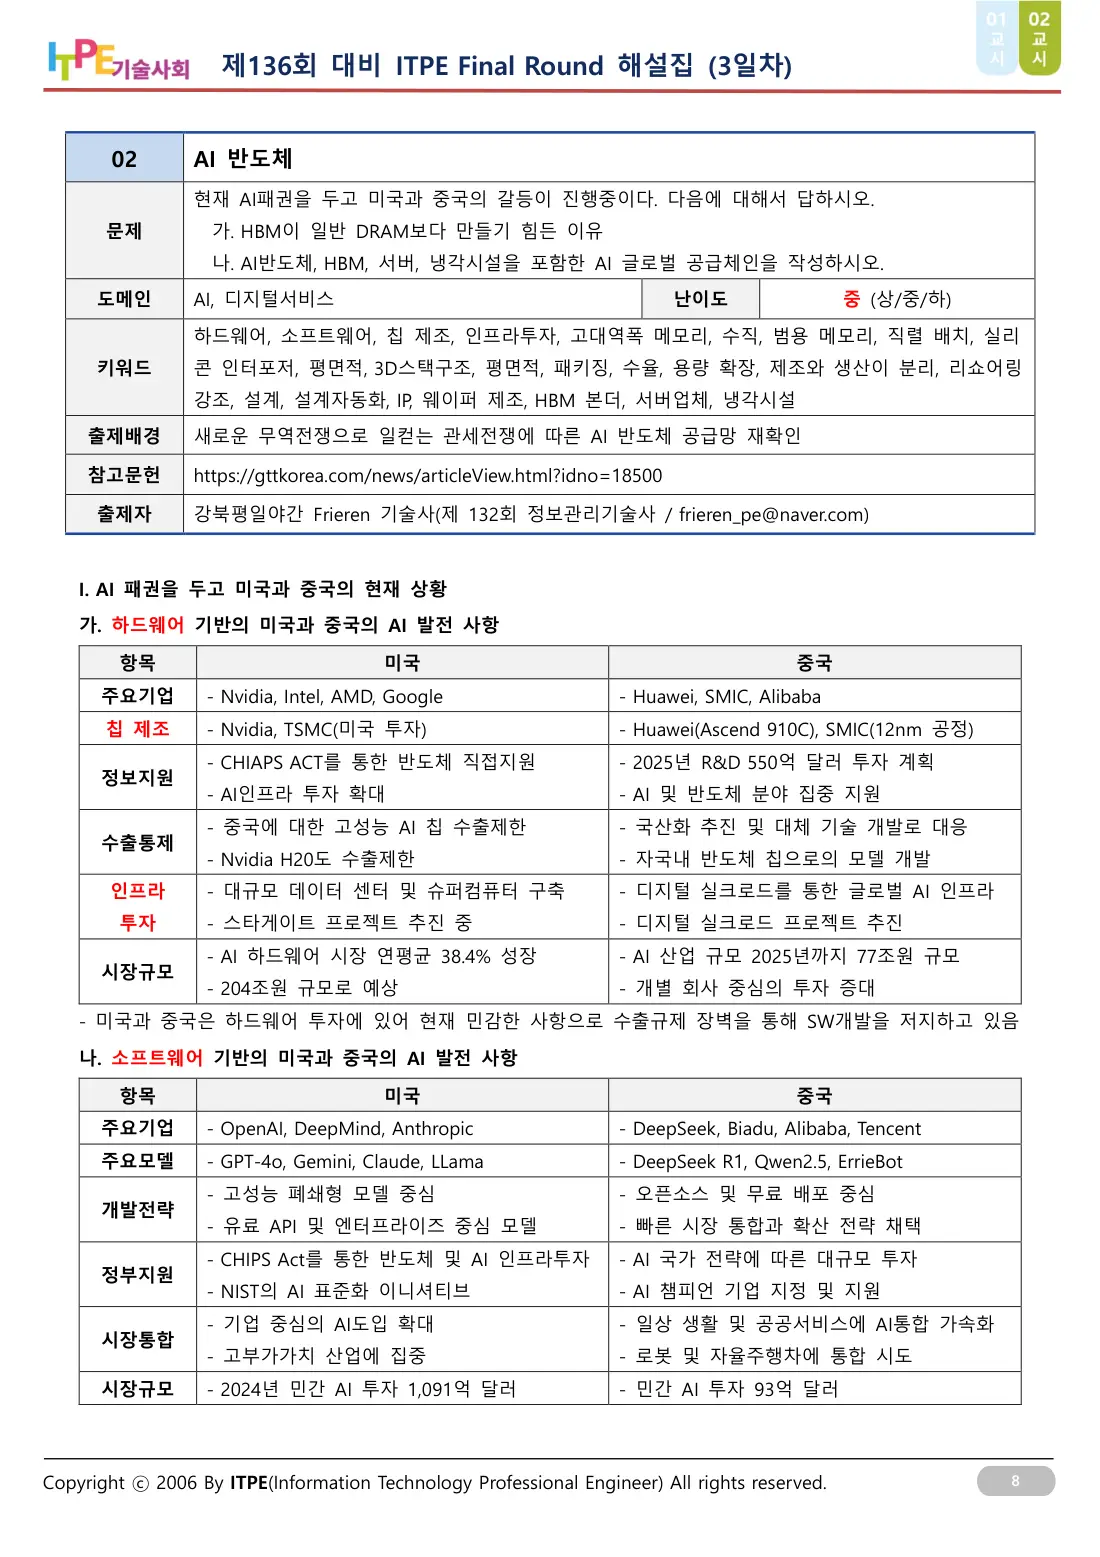 01
교
시
02
교
시
ITPE기술사회 제136회 대비 ITPE Final Round 해설집 (3일차)
02 AI 반도체
문제
현재 AI패권을 두고 미국과 중국의 갈등이 진행중이다. 다음에 대해서 답하시오.
가. HBM이 일반 DRAM보다 만들기 힘든 이유
나. AI반도체, HBM, 서버, 냉각시설을 포함한 AI 글로벌 공급체인을 작성하시오.
도메인 AI, 디지털서비스 난이도 중 (상/중/하)
키워드
하드웨어, 소프트웨어, 칩 제조, 인프라투자, 고대역폭 메모리, 수직, 범용 메모리, 직렬 배치, 실리
콘 인터포저, 평면적, 3D스택구조, 평면적, 패키징, 수율, 용량 확장, 제조와 생산이 분리, 리쇼어링
강조, 설계, 설계자동화, IP, 웨이퍼 제조, HBM 본더, 서버업체, 냉각시설
출제배경 새로운 무역전쟁으로 일컫는 관세전쟁에 따른 AI 반도체 공급망 재확인
참고문헌 https://gttkorea.com/news/articleView.html?idno=18500
출제자 강북평일야간 Frieren 기술사(제 132회 정보관리기술사 / frieren_pe@naver.com)
I. AI 패권을 두고 미국과 중국의 현재 상황
가. 하드웨어 기반의 미국과 중국의 AI 발전 사항
항목 미국 중국
주요기업 - Nvidia, Intel, AMD, Google - Huawei, SMIC, Alibaba
칩 제조 - Nvidia, TSMC(미국 투자) - Huawei(Ascend 910C), SMIC(12nm 공정)
정보지원
- CHIAPS ACT를 통한 반도체 직접지원 - 2025년 R&D 550억 달러 투자 계획
- AI인프라 투자 확대 - AI 및 반도체 분야 집중 지원
수출통제
- 중국에 대한 고성능 AI 칩 수출제한 - 국산화 추진 및 대체 기술 개발로 대응
- Nvidia H20도 수출제한 - 자국내 반도체 칩으로의 모델 개발
인프라 - 대규모 데이터 센터 및 슈퍼컴퓨터 구축 - 디지털 실크로드를 통한 글로벌 AI 인프라
투자 - 스타게이트 프로젝트 추진 중 - 디지털 실크로드 프로젝트 추진
시장규모
- AI 하드웨어 시장 연평균 38.4% 성장 - AI 산업 규모 2025년까지 77조원 규모
- 204조원 규모로 예상 - 개별 회사 중심의 투자 증대
- 미국과 중국은 하드웨어 투자에 있어 현재 민감한 사항으로 수출규제 장벽을 통해 SW개발을 저지하고 있음
나. 소프트웨어 기반의 미국과 중국의 AI 발전 사항
항목 미국 중국
주요기업 - OpenAI, DeepMind, Anthropic - DeepSeek, Biadu, Alibaba, Tencent
주요모델 - GPT-4o, Gemini, Claude, LLama - DeepSeek R1, Qwen2.5, ErrieBot
개발전략
- 고성능 폐쇄형 모델 중심 - 오픈소스 및 무료 배포 중심
- 유료 API 및 엔터프라이즈 중심 모델 - 빠른 시장 통합과 확산 전략 채택
정부지원
- CHIPS Act를 통한 반도체 및 AI 인프라투자 - AI 국가 전략에 따른 대규모 투자
- NIST의 AI 표준화 이니셔티브 - AI 챔피언 기업 지정 및 지원
시장통합
- 기업 중심의 AI도입 확대 - 일상 생활 및 공공서비스에 AI통합 가속화
- 고부가가치 산업에 집중 - 로봇 및 자율주행차에 통합 시도
시장규모 - 2024년 민간 AI 투자 1,091억 달러 - 민간 AI 투자 93억 달러
Copyright ⓒ 2006 By ITPE(Information Technology Professional Engineer) All rights reserved. 8